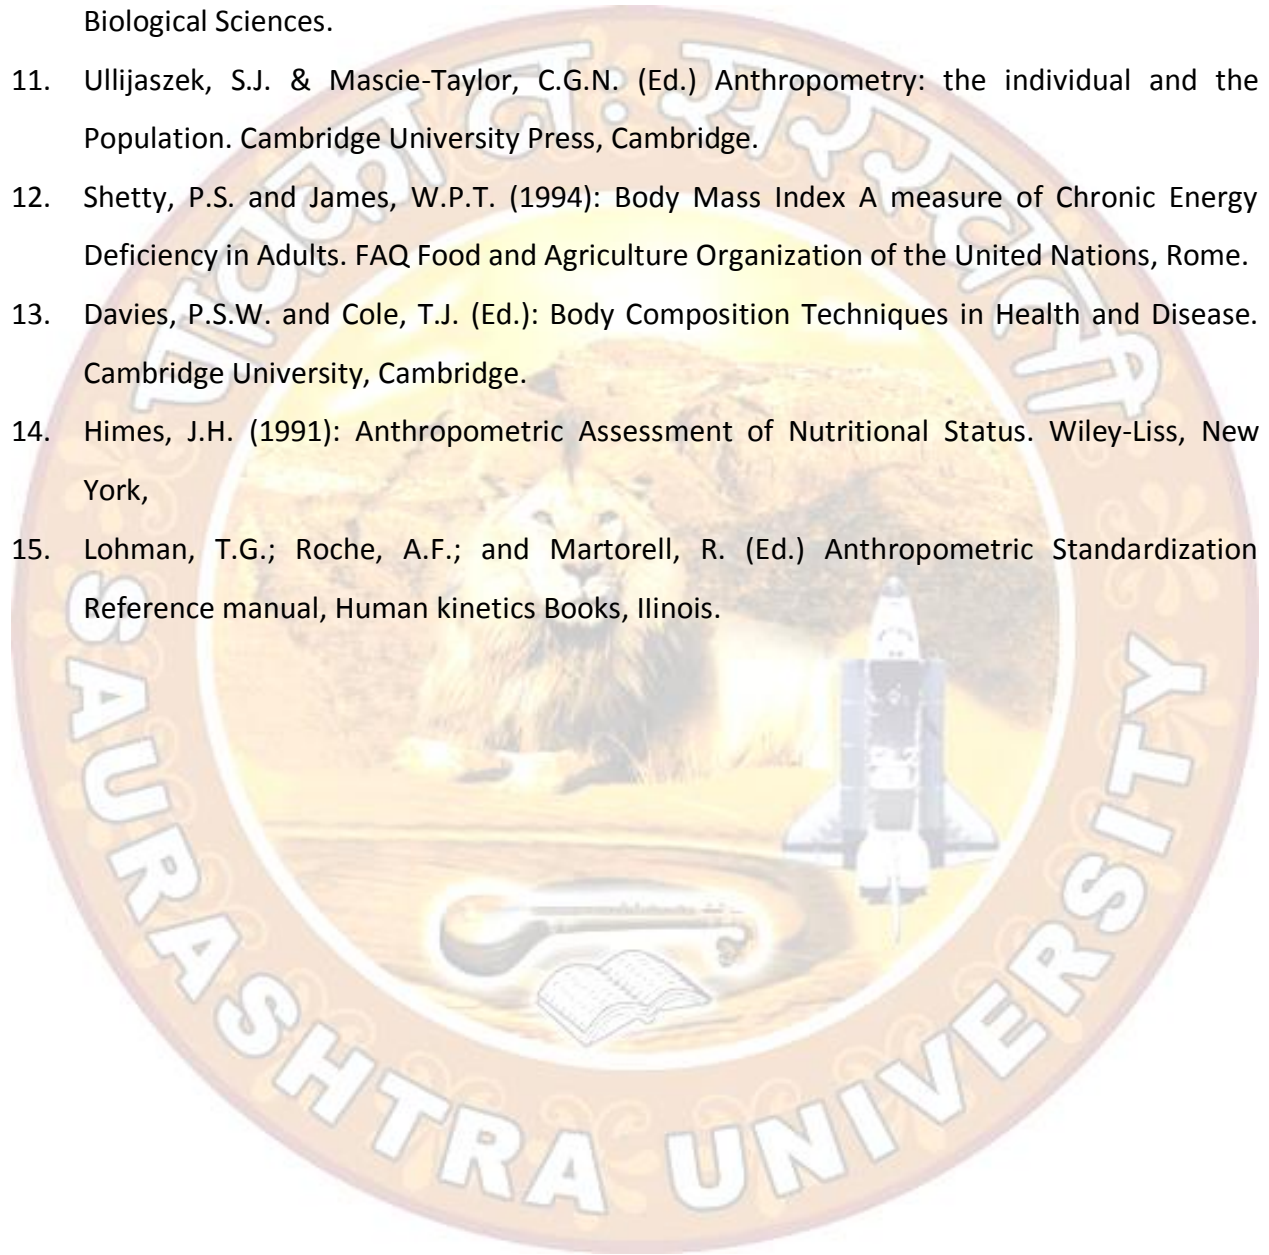 Biological Sciences.
11. Ullijaszek, S.J. & Mascie-Taylor, C.G.N. (Ed.) Anthropometry: the individual and the
Population. Cambridge University Press, Cambridge.
12. Shetty, P.S. and James, W.P.T. (1994): Body Mass Index A measure of Chronic Energy
Deficiency in Adults. FAQ Food and Agriculture Organization of the United Nations, Rome.
13. Davies, P.S.W. and Cole, T.J. (Ed.): Body Composition Techniques in Health and Disease.
Cambridge University, Cambridge.
14. Himes, J.H. (1991): Anthropometric Assessment of Nutritional Status. Wiley-Liss, New
York,
15. Lohman, T.G.; Roche, A.F.; and Martorell, R. (Ed.) Anthropometric Standardization
Reference manual, Human kinetics Books, IIinois.
पावका नः सरस्वती
SAURASHTRA UNIVERSITY